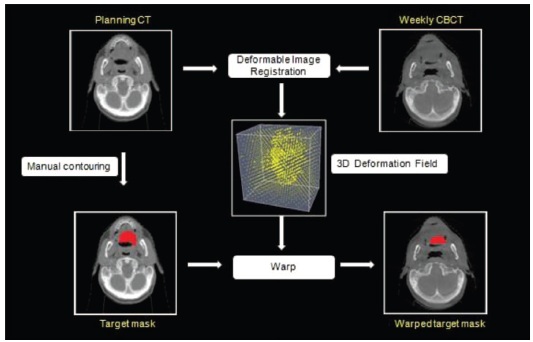 Planning CT
Weekly CBCT
Deformable Image
Registration
Manual contouring
3D Deformation Field
Warp
Target mask
Warped target mask